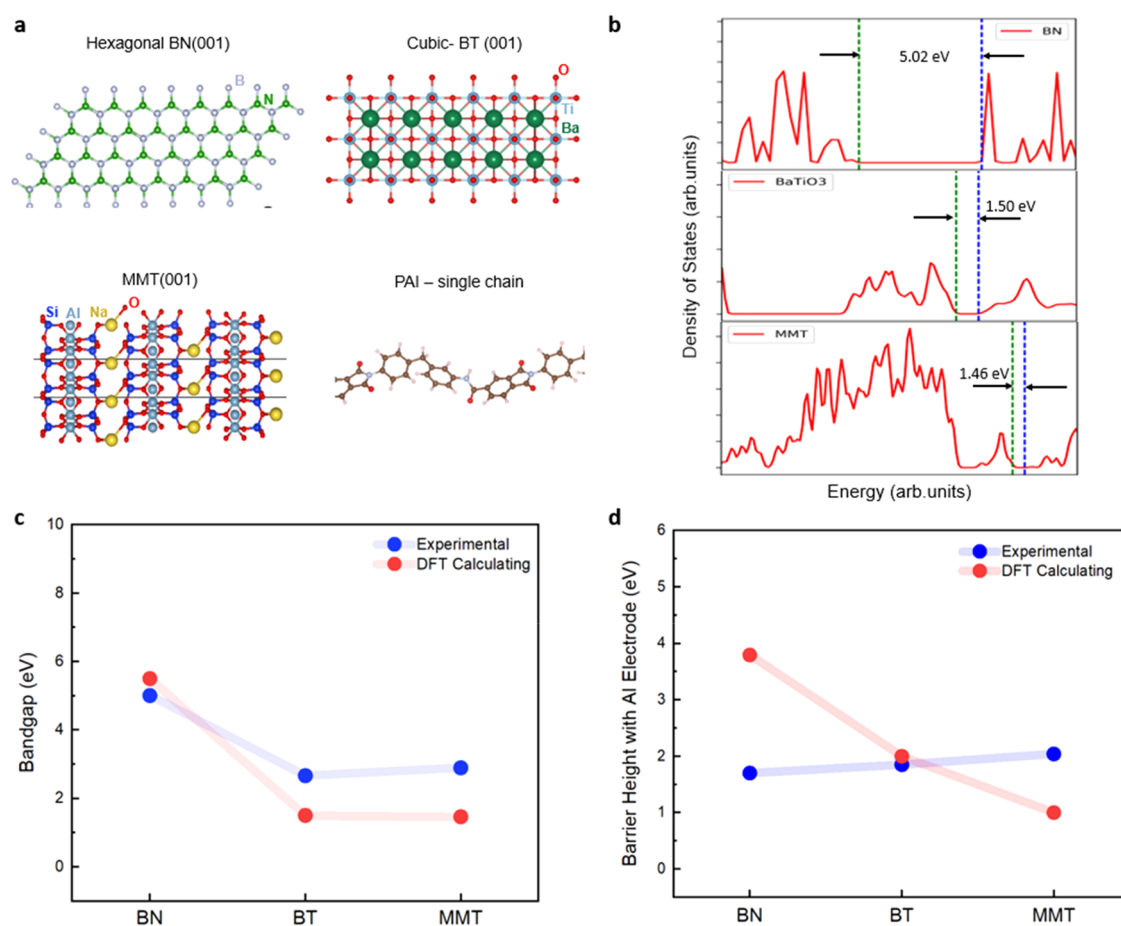 a
Hexagonal BN(001)
B
N
Cubic- BT (001)
O
Ti
Ba
MMT(001)
Si
Al
Na
O
PAI – single chain
b
BN
5.02 eV
BaTiO3
1.50 eV
MMT
1.46 eV
Density of States (arb.units)
Energy (arb.units)
c
10
8
6
4
2
0
Bandgap (eV)
Experimental
DFT Calculating
BN
BT
MMT
d
6
5
4
3
2
1
0
Barrier Height with Al Electrode (eV)
Experimental
DFT Calculating
BN
BT
MMT